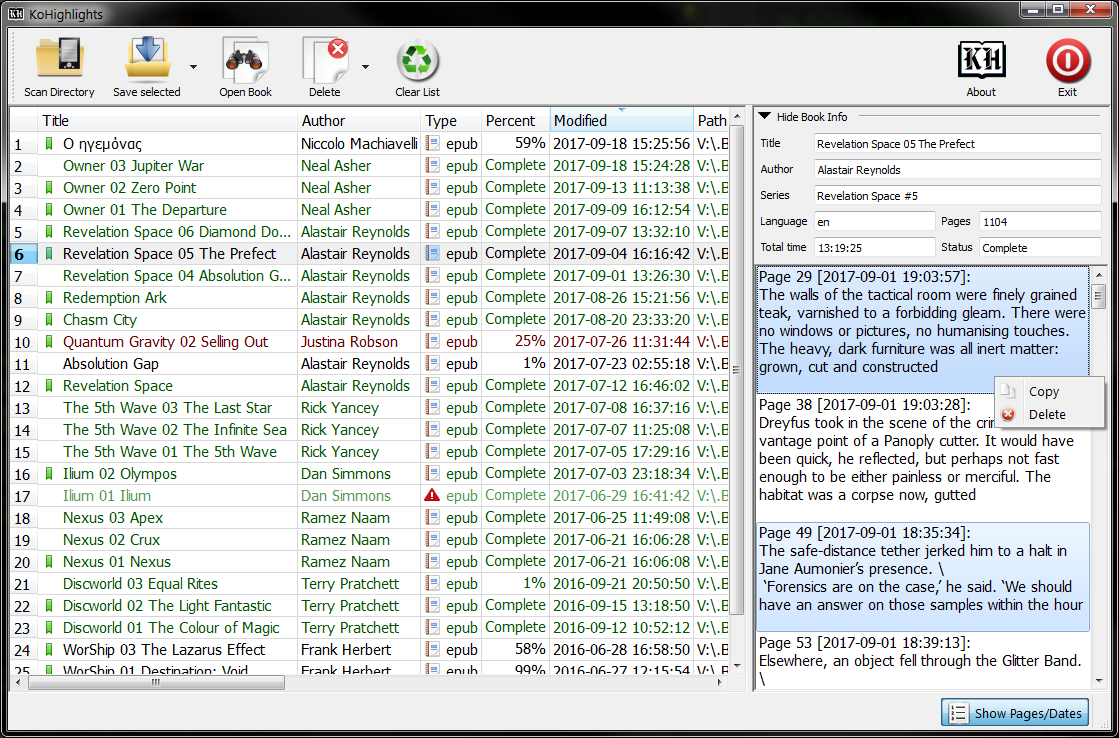 KoHighlights
Scan Directory Save selected Open Book Delete Clear List About Exit
Title Author Type Percent Modified Path
1 Ο ηγεμόνας Niccolo Machiavelli epub 59% 2017-09-18 15:25:56 V:\.B
2 Owner 03 Jupiter War Neal Asher epub Complete 2017-09-18 15:24:28 V:\.B
3 Owner 02 Zero Point Neal Asher epub Complete 2017-09-13 11:13:38 V:\.B
4 Owner 01 The Departure Neal Asher epub Complete 2017-09-09 16:12:54 V:\.B
5 Revelation Space 06 Diamond Do... Alastair Reynolds epub Complete 2017-09-07 13:32:10 V:\.B
6 Revelation Space 05 The Prefect Alastair Reynolds epub Complete 2017-09-04 16:16:42 V:\.B
7 Revelation Space 04 Absolution G... Alastair Reynolds epub Complete 2017-09-01 13:26:30 V:\.B
8 Redemption Ark Alastair Reynolds epub Complete 2017-08-26 15:21:56 V:\.B
9 Chasm City Alastair Reynolds epub Complete 2017-08-20 23:33:20 V:\.B
10 Quantum Gravity 02 Selling Out Justina Robson epub 25% 2017-07-26 11:31:44 V:\.B
11 Absolution Gap Alastair Reynolds epub 1% 2017-07-23 02:55:18 V:\.B
12 Revelation Space Alastair Reynolds epub Complete 2017-07-12 16:46:02 V:\.B
13 The 5th Wave 03 The Last Star Rick Yancey epub Complete 2017-07-08 16:37:16 V:\.B
14 The 5th Wave 02 The Infinite Sea Rick Yancey epub Complete 2017-07-07 11:25:08 V:\.B
15 The 5th Wave 01 The 5th Wave Rick Yancey epub Complete 2017-07-05 17:29:16 V:\.B
16 Ilium 02 Olympos Dan Simmons epub Complete 2017-07-03 23:18:34 V:\.B
17 Ilium 01 Ilium Dan Simmons epub Complete 2017-06-29 16:41:42 V:\.B
18 Nexus 03 Apex Ramez Naam epub Complete 2017-06-25 11:49:08 V:\.B
19 Nexus 02 Crux Ramez Naam epub Complete 2017-06-21 16:06:28 V:\.B
20 Nexus 01 Nexus Ramez Naam epub Complete 2017-06-21 16:06:08 V:\.B
21 Discworld 03 Equal Rites Terry Pratchett epub 1% 2016-09-21 20:50:50 V:\.B
22 Discworld 02 The Light Fantastic Terry Pratchett epub Complete 2016-09-15 13:18:50 V:\.B
23 Discworld 01 The Colour of Magic Terry Pratchett epub Complete 2016-09-12 10:52:12 V:\.B
24 WorShip 03 The Lazarus Effect Frank Herbert epub 58% 2016-06-28 16:58:50 V:\.B
25 WorShip 01 Destination: Void Frank Herbert epub 99% 2016-06-27 12:15:54 V:\.B
Hide Book Info
Title Revelation Space 05 The Prefect
Author Alastair Reynolds
Series Revelation Space #5
Language en Pages 1104
Total time 13:19:25 Status Complete
Page 29 [2017-09-01 19:03:57]:
The walls of the tactical room were finely grained
teak, varnished to a forbidding gleam. There were
no windows or pictures, no humanising touches.
The heavy, dark furniture was all inert matter:
grown, cut and constructed
Copy
Delete
Page 38 [2017-09-01 19:03:28]:
Dreyfus took in the scene of the
vantage point of a Panoply cutter. It would have
been quick, he reflected, but perhaps not fast
enough to be either painless or merciful. The
habitat was a corpse now, gutted
Page 49 [2017-09-01 18:35:34]:
The safe-distance tether jerked him to a halt in
Jane Aumonier’s presence. \
‘Forensics are on the case,’ he said. ‘We should
have an answer on those samples within the hour
Page 53 [2017-09-01 18:39:13]:
Elsewhere, an object fell through the Glitter Band.
\
Show Pages/Dates